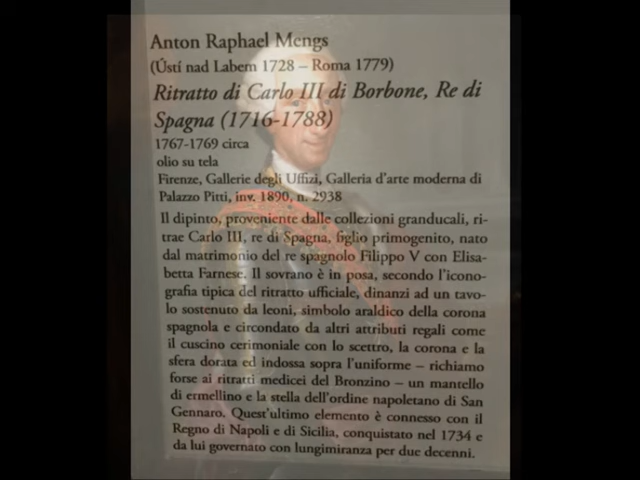 Anton Raphael Mengs
(Ústí nad Labem 1728 – Roma 1779)
Ritratto di Carlo III di Borbone, Re di
Spagna (1716-1788)
1767-1769 circa
olio su tela
Firenze, Gallerie degli Uffizi, Galleria d'arte moderna di
Palazzo Pitti, inv. 1890, n. 2938
Il dipinto, proveniente dalle collezioni granducali, ri-
trae Carlo III, re di Spagna, figlio primogenito, nato
dal matrimonio del re spagnolo Filippo V con Elisa-
betta Farnese. Il sovrano è in posa, secondo l'icono-
grafia tipica del ritratto ufficiale, dinanzi ad un tavo-
lo sostenuto da leoni, simbolo araldico della corona
spagnola e circondato da altri attributi regali come
il cuscino cerimoniale con lo scettro, la corona e la
sfera dorata ed indossa sopra l'uniforme – richiamo
forse ai ritratti medicei del Bronzino – un mantello
di ermellino e la stella dell'ordine napoletano di San
Gennaro. Quest'ultimo elemento è connesso con il
Regno di Napoli e di Sicilia, conquistato nel 1734 e
da lui governato con lungimiranza per due decenni.